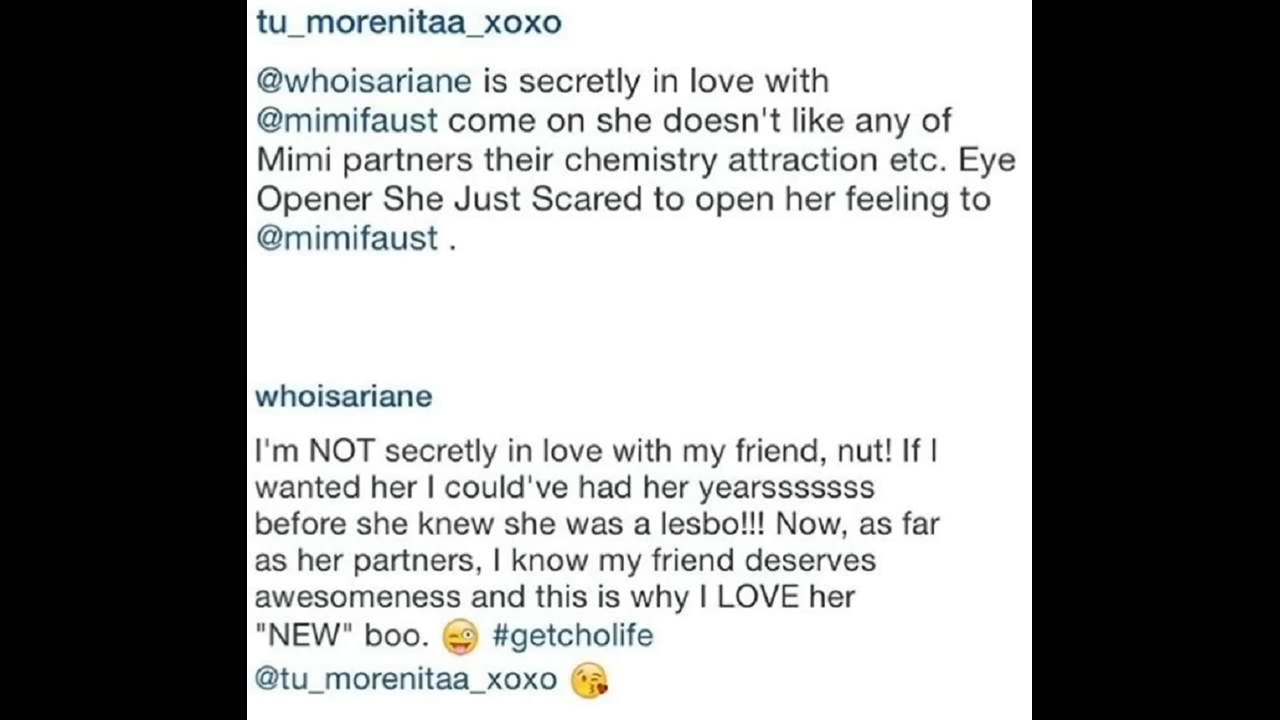 tu_morenitaa_xoxo
@whoisariane is secretly in love with
@mimifaust come on she doesn't like any of
Mimi partners their chemistry attraction etc. Eye
Opener She Just Scared to open her feeling to
@mimifaust .
whoisariane
I'm NOT secretly in love with my friend, nut! If I
wanted her I could've had her yearsssssss
before she knew she was a lesbo!!! Now, as far
as her partners, I know my friend deserves
awesomeness and this is why I LOVE her
"NEW" boo. 😜 #getcholife
@tu_morenitaa_xoxo 😘